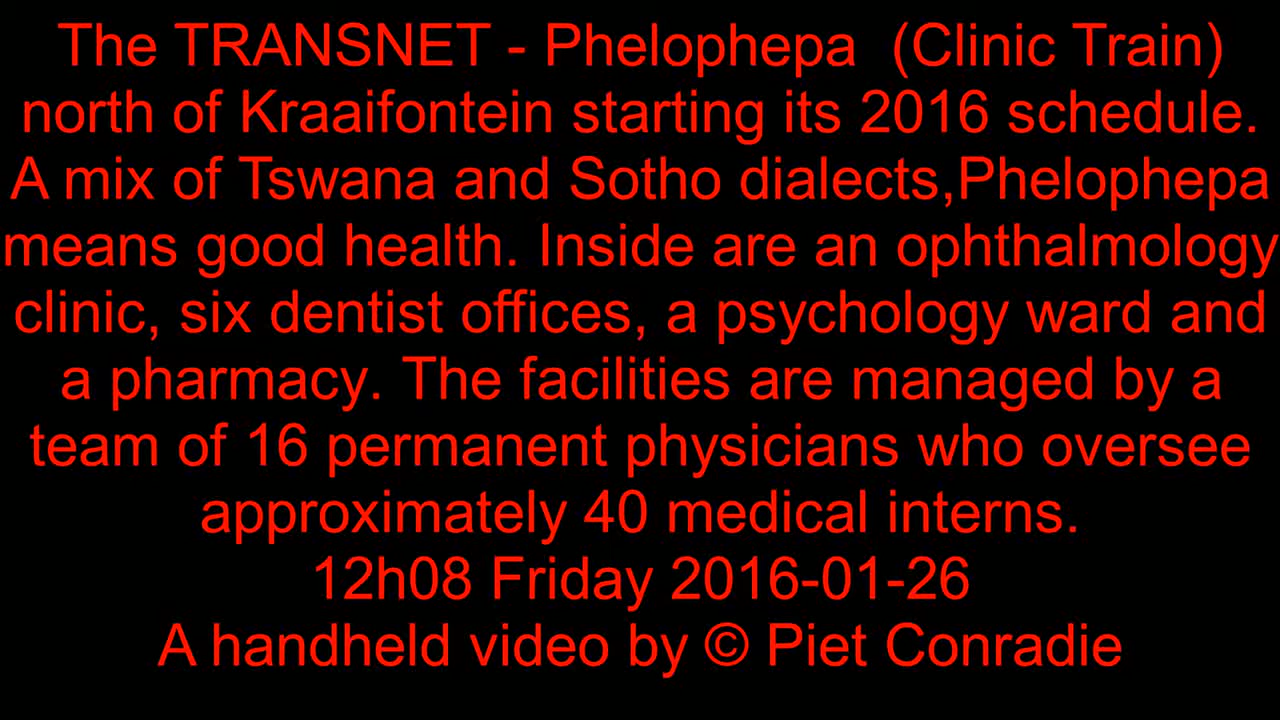 The TRANSNET - Phelophepa  (Clinic Train)
north of Kraaifontein starting its 2016 schedule.
A mix of Tswana and Sotho dialects,Phelophepa
means good health. Inside are an ophthalmology
clinic, six dentist offices, a psychology ward and
a pharmacy. The facilities are managed by a
team of 16 permanent physicians who oversee
approximately 40 medical interns.
12h08 Friday 2016-01-26
A handheld video by © Piet Conradie